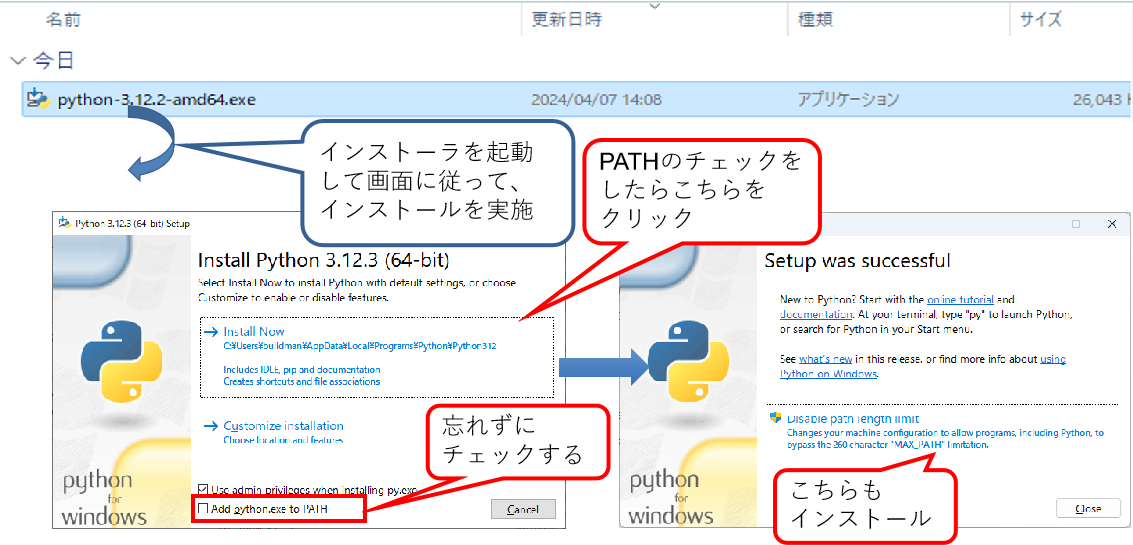 名前 更新日時 種類 サイズ
今日
python-3.12.2-amd64.exe 2024/04/07 14:08 アプリケーション 26,043
インストーラを起動
して画面に従って、
インストールを実施
PATHのチェックを
したらこちらを
クリック
Python 3.12.3 (64-bit) Setup
Install Python 3.12.3 (64-bit)
Select Install Now to install Python with default settings, or choose
Customize to enable or disable features.
Install Now
C:¥Users¥buildman¥AppData¥Local¥Programs¥Python¥Python312
Includes IDLE, pip and documentation
Creates shortcuts and file associations
Customize installation
Choose location and features
忘れずに
チェックする
Use admin privileges when installing py.exe
Add python.exe to PATH
Cancel
python
for
windows
Setup was successful
New to Python? Start with the online tutorial and
documentation. At your terminal, type "py" to launch Python,
or search for Python in your Start menu.
See what's new in this release, or find more info about using
Python on Windows.
Disable path length limit
Changes your machine configuration to allow programs, including Python, to
bypass the 260 character "MAX_PATH" limitation.
こちらも
インストール
python
for
windows
Close